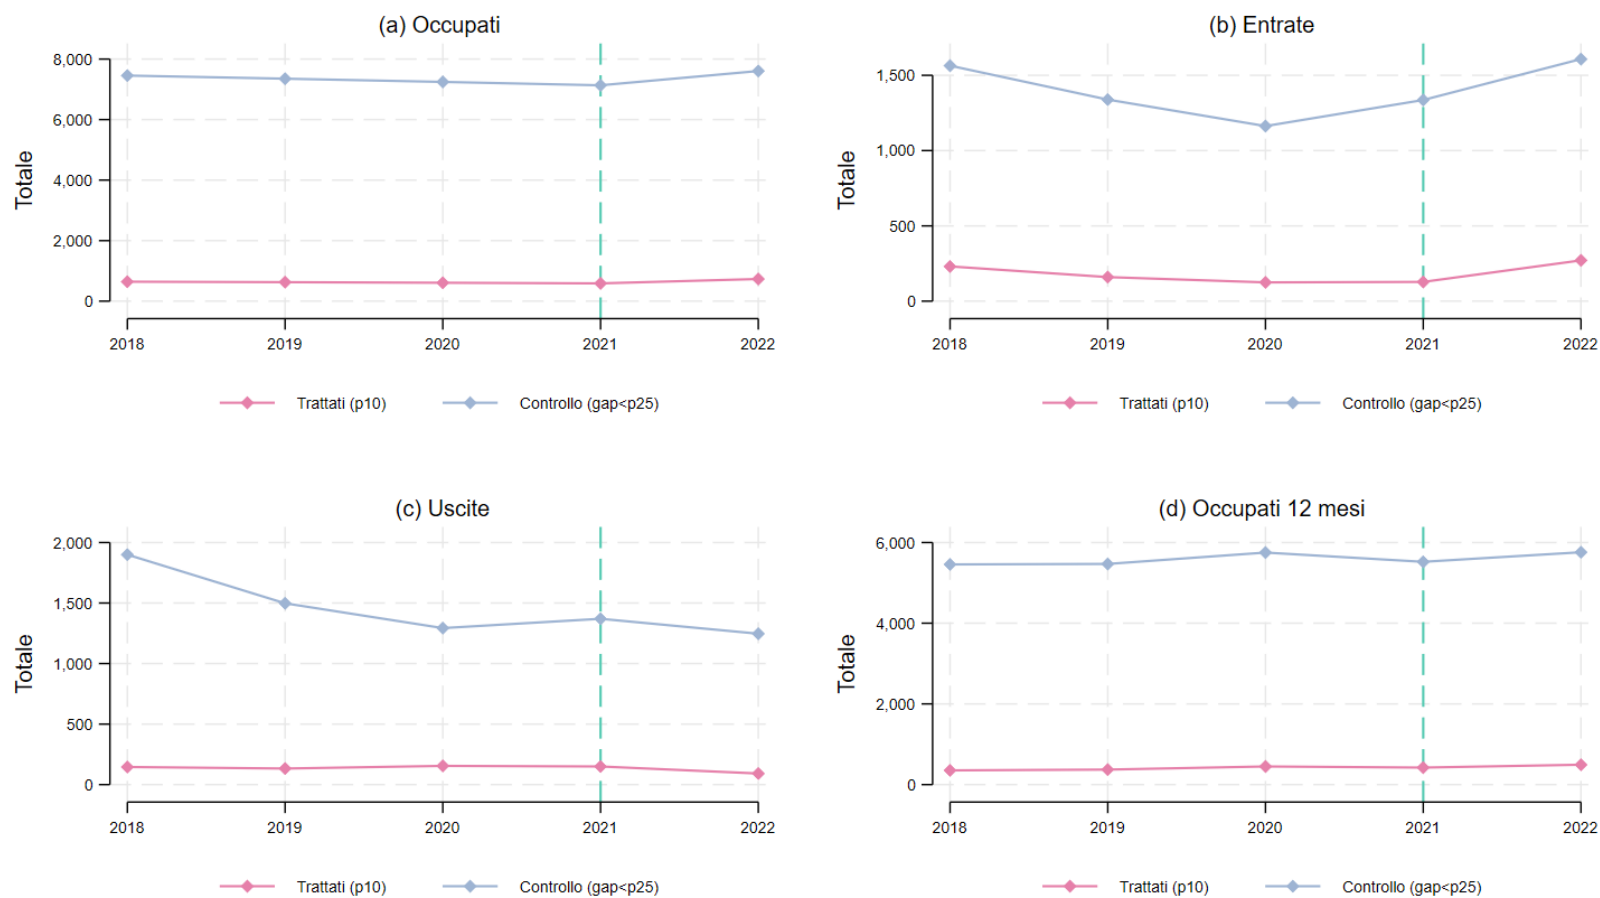 (a) Occupati
Totale
8,000
6,000
4,000
2,000
0
2018 2019 2020 2021 2022
Trattati (p10) Controllo (gap<p25)
(b) Entrate
Totale
1,500
1,000
500
0
2018 2019 2020 2021 2022
Trattati (p10) Controllo (gap<p25)
(c) Uscite
Totale
2,000
1,500
1,000
500
0
2018 2019 2020 2021 2022
Trattati (p10) Controllo (gap<p25)
(d) Occupati 12 mesi
Totale
6,000
4,000
2,000
0
2018 2019 2020 2021 2022
Trattati (p10) Controllo (gap<p25)